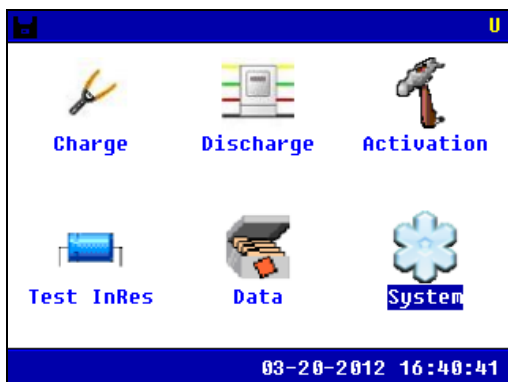 U
Charge Discharge Activation
Test InRes Data System
03-20-2012 16:40:41